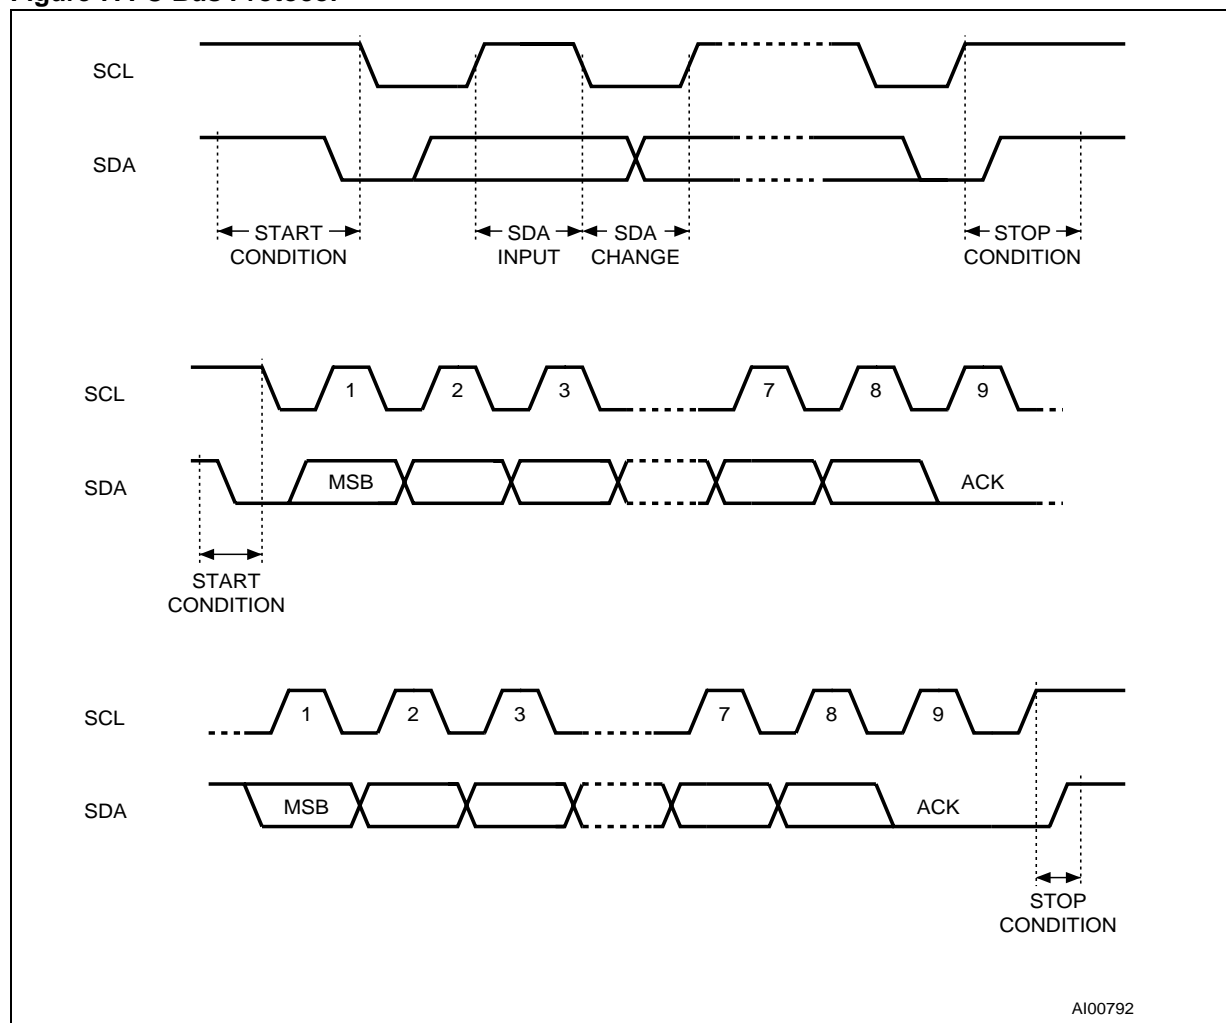 SCL
SDA
START CONDITION
SDA INPUT
SDA CHANGE
STOP CONDITION
SCL
1 2 3 7 8 9
SDA
MSB ACK
START CONDITION
SCL
1 2 3 7 8 9
SDA
MSB ACK
STOP CONDITION
AI00792